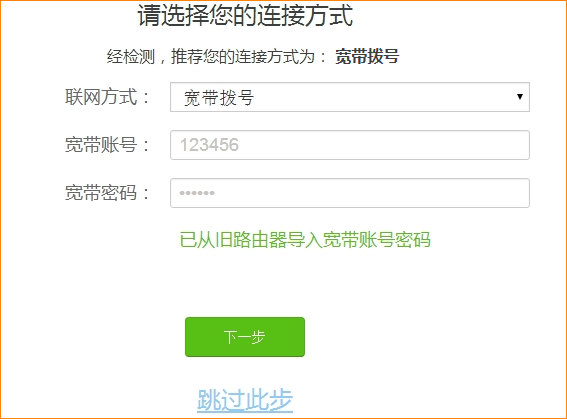 请选择您的连接方式
经检测，推荐您的连接方式为： 宽带拨号
联网方式： 宽带拨号
宽带账号： 123456
宽带密码： ••••••
已从旧路由器导入宽带账号密码
下一步
跳过此步